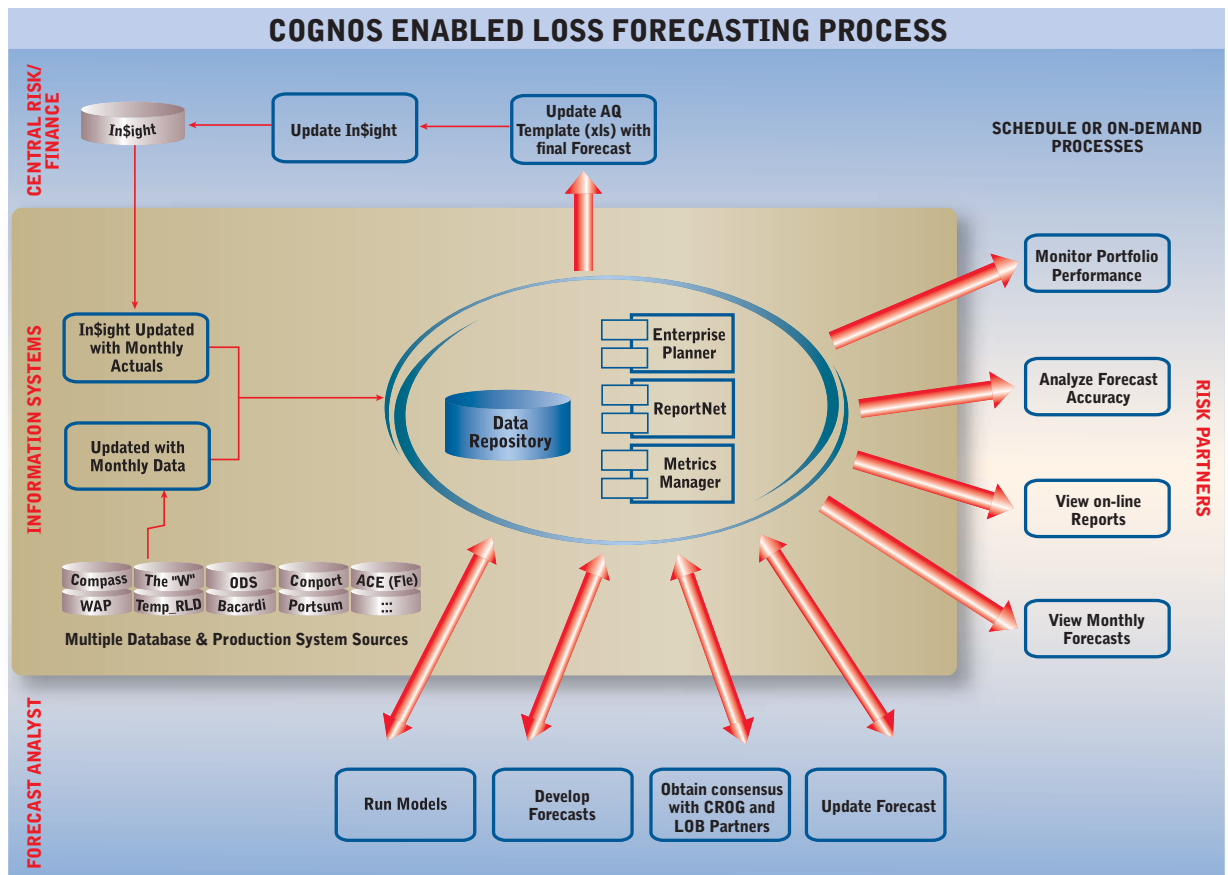 COGNOS ENABLED LOSS FORECASTING PROCESS
CENTRAL RISK/
FINANCE
In$ight
Update In$ight
Update AQ
Template (xls) with
final Forecast
SCHEDULE OR ON-DEMAND
PROCESSES
INFORMATION SYSTEMS
In$ight Updated
with Monthly
Actuals
Updated with
Monthly Data
Data
Repository
Enterprise
Planner
ReportNet
Metrics
Manager
Compass
The "W"
ODS
Conport
ACE (Fle)
WAP
Temp_RLD
Bacardi
Portsum
:::
Multiple Database & Production System Sources
Monitor Portfolio
Performance
Analyze Forecast
Accuracy
View on-line
Reports
View Monthly
Forecasts
RISK PARTNERS
FORECAST ANALYST
Run Models
Develop
Forecasts
Obtain consensus
with CROG and
LOB Partners
Update Forecast